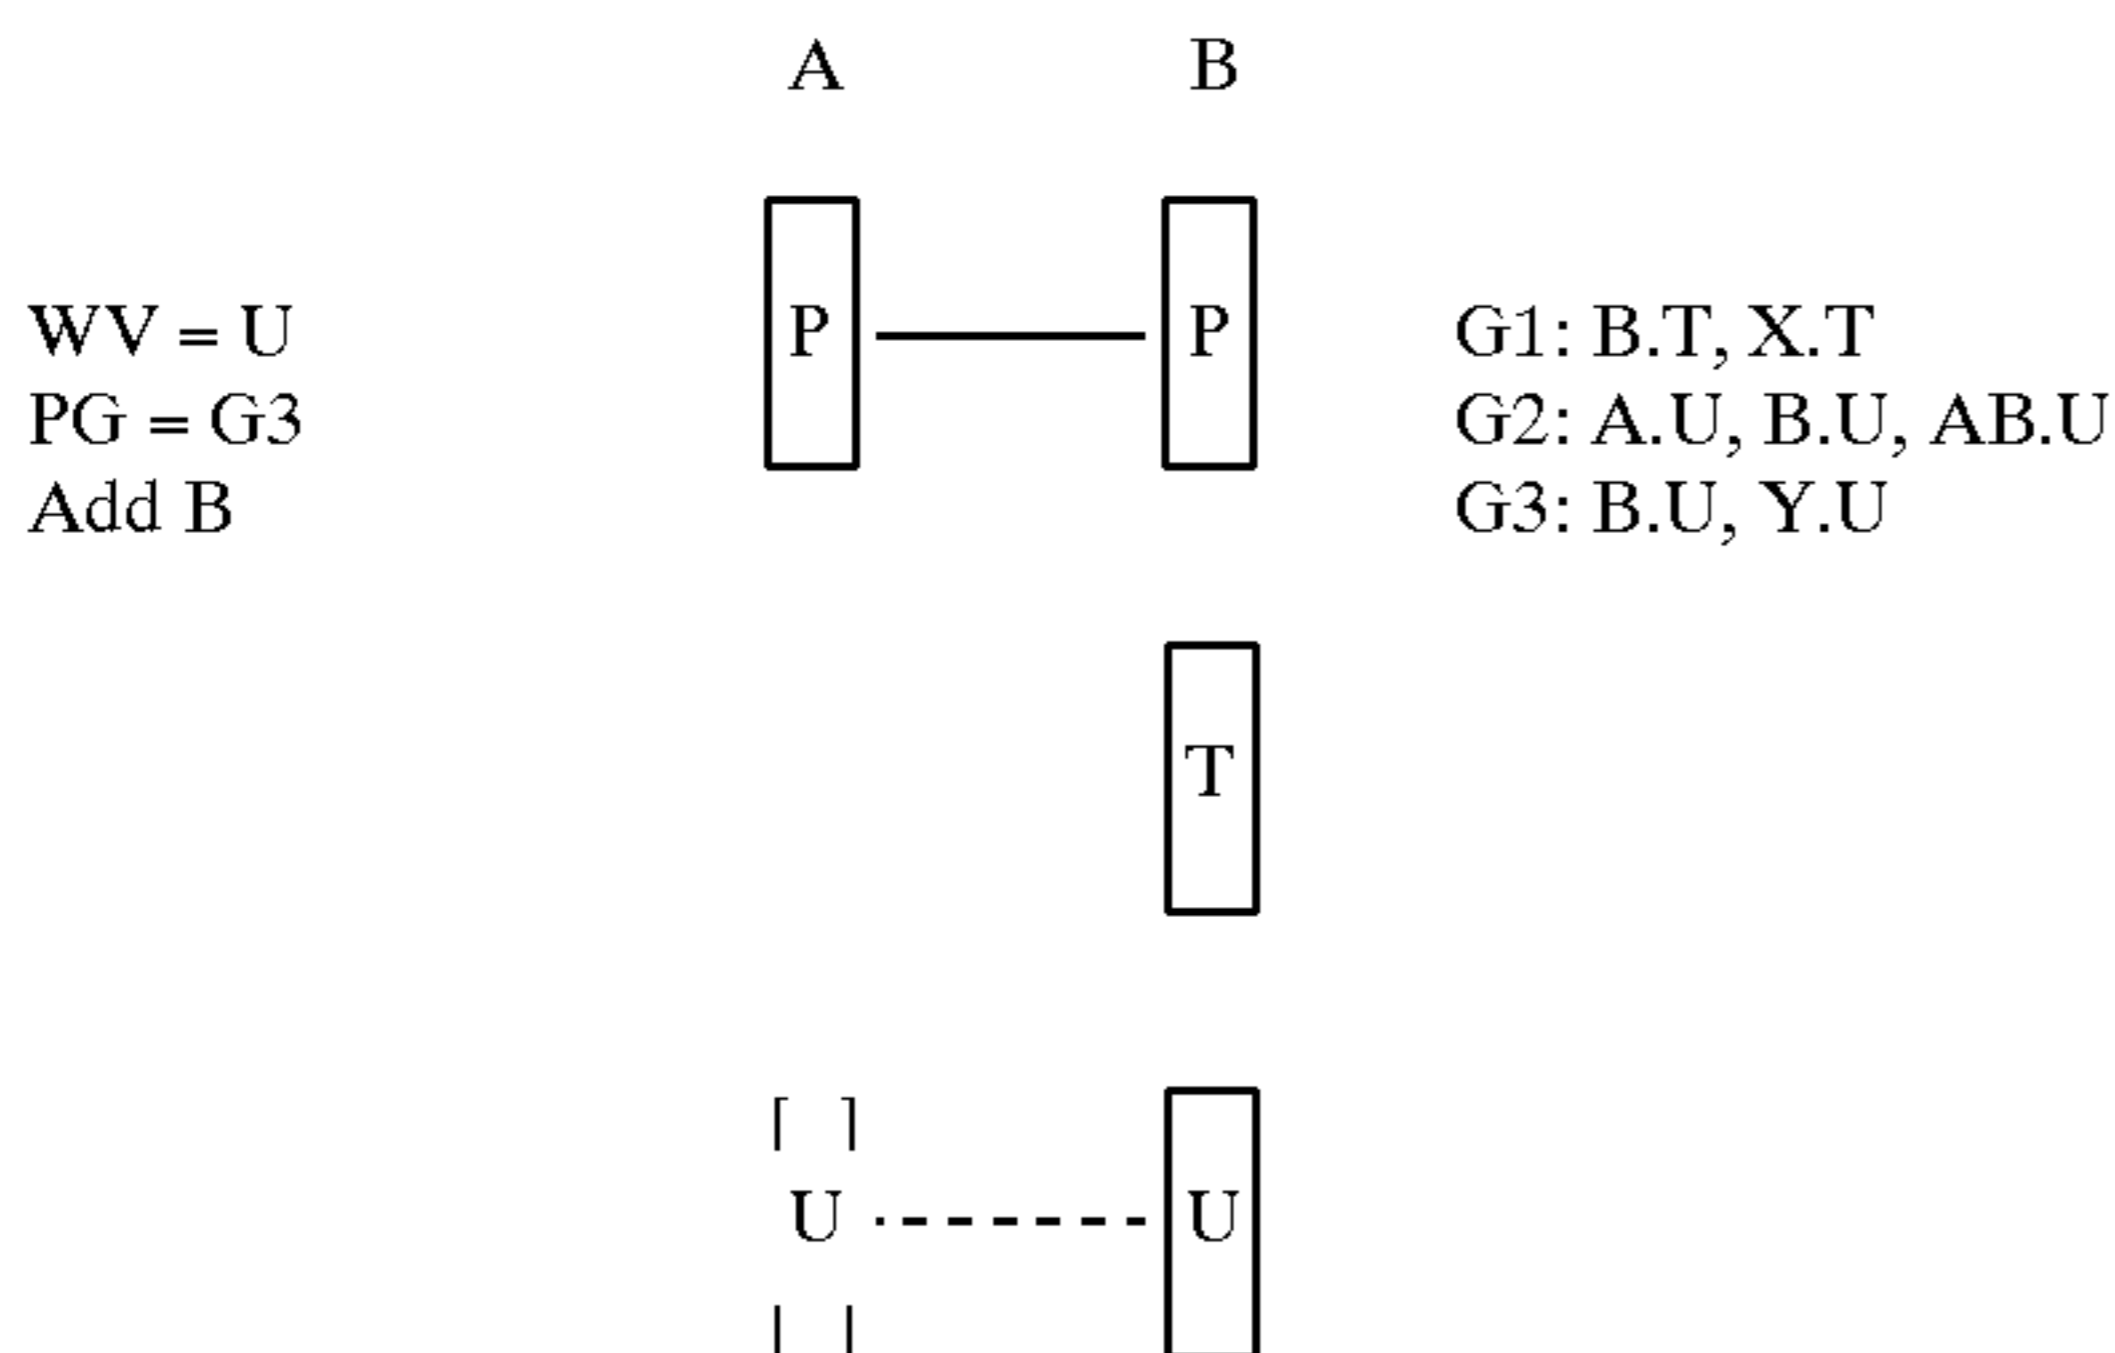 A B
WV = U
PG = G3
Add B
P P
G1: B.T, X.T
G2: A.U, B.U, AB.U
G3: B.U, Y.U
T
U U